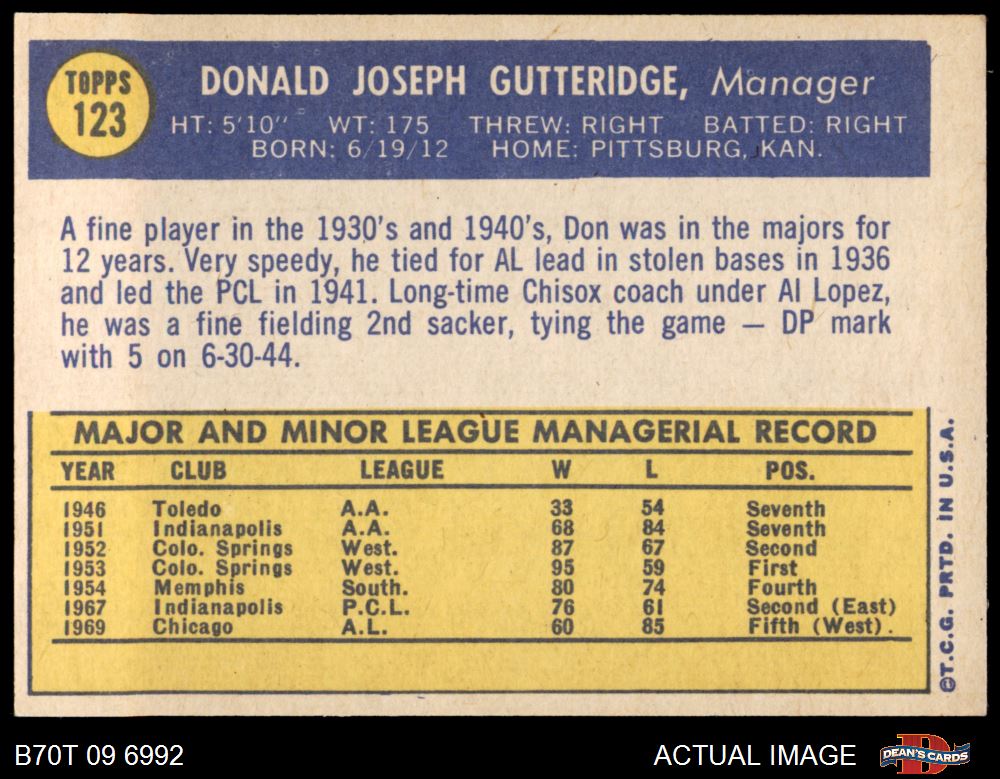 TOPPS
123
DONALD JOSEPH GUTTERIDGE, Manager
HT: 5'10" WT: 175 THREW: RIGHT BATTED: RIGHT
BORN: 6/19/12 HOME: PITTSBURG, KAN.
A fine player in the 1930's and 1940's, Don was in the majors for
12 years. Very speedy, he tied for AL lead in stolen bases in 1936
and led the PCL in 1941. Long-time Chisox coach under Al Lopez,
he was a fine fielding 2nd sacker, tying the game — DP mark
with 5 on 6-30-44.
MAJOR AND MINOR LEAGUE MANAGERIAL RECORD
YEAR CLUB LEAGUE W L POS.
1946 Toledo A.A. 33 54 Seventh
1951 Indianapolis A.A. 68 84 Seventh
1952 Colo. Springs West. 87 67 Second
1953 Colo. Springs West. 95 59 First
1954 Memphis South. 80 74 Fourth
1967 Indianapolis P.C.L. 76 61 Second (East)
1969 Chicago A.L. 60 85 Fifth (West).
©T.C.G. PRTD. IN U.S.A.
B70T 09 6992
ACTUAL IMAGE
D
DEAN'S CARDS